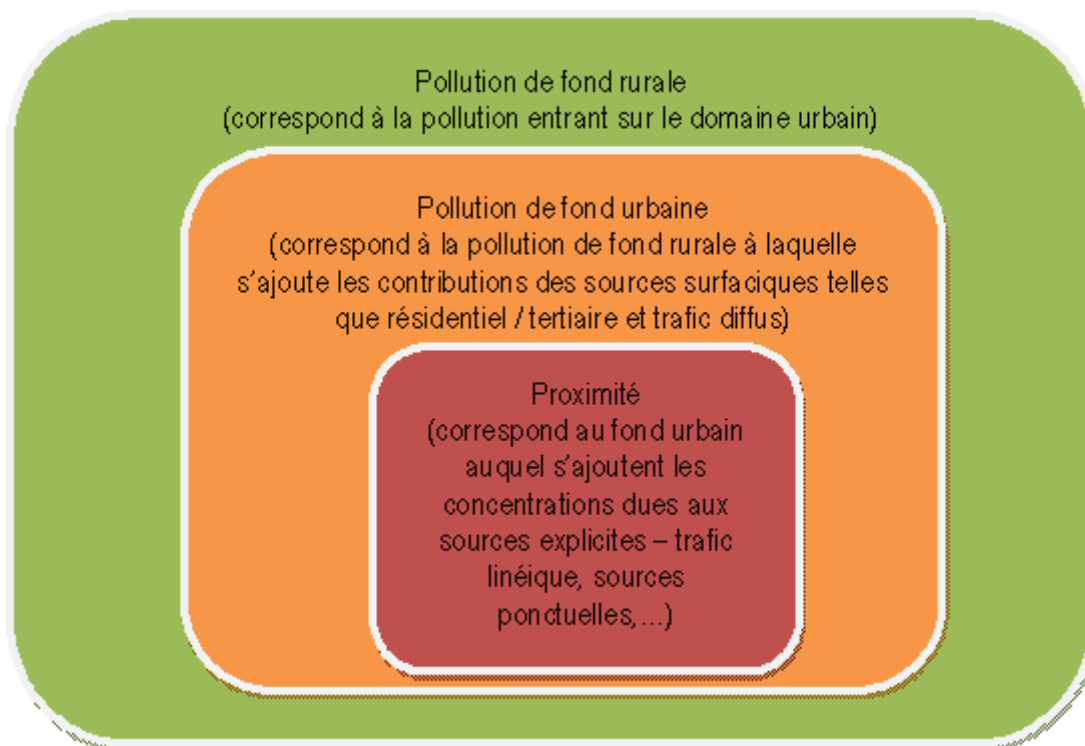 Pollution de fond rurale
(correspond à la pollution entrant sur le domaine urbain)
Pollution de fond urbaine
(correspond à la pollution de fond rurale à laquelle
s'ajoute les contributions des sources surfaciques telles
que résidentiel / tertiaire et trafic diffus)
Proximité
(correspond au fond urbain
auquel s'ajoutent les
concentrations dues aux
sources explicites – trafic
linéique, sources
ponctuelles,...)